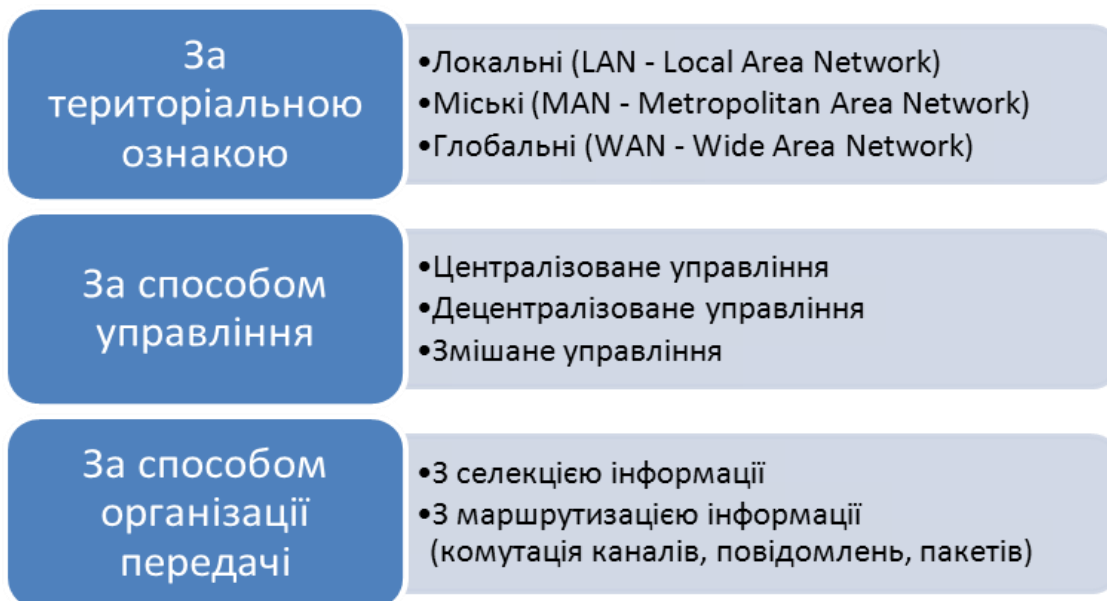 За
територіальною
ознакою
•Локальні (LAN - Local Area Network)
•Міські (MAN - Metropolitan Area Network)
•Глобальні (WAN - Wide Area Network)
За способом
управління
•Централізоване управління
•Децентралізоване управління
•Змішане управління
За способом
організації
передачі
•З селекцією інформації
•З маршрутизацією інформації
(комутація каналів, повідомлень, пакетів)